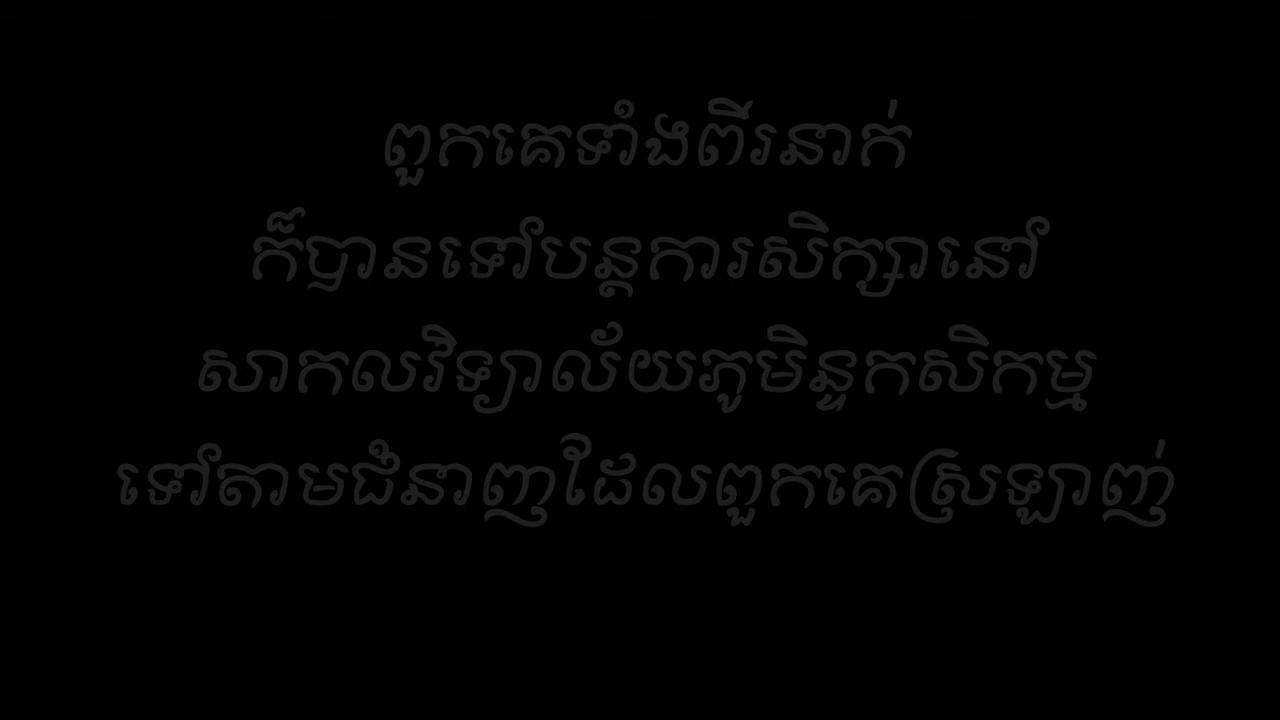 ពួកគេទាំងពីរនាក់
ក៏បានទៅបន្តការសិក្សានៅ
សាកលវិទ្យាល័យភូមិន្ទកសិកម្ម
ទៅតាមជំនាញដែលពួកគេស្រឡាញ់